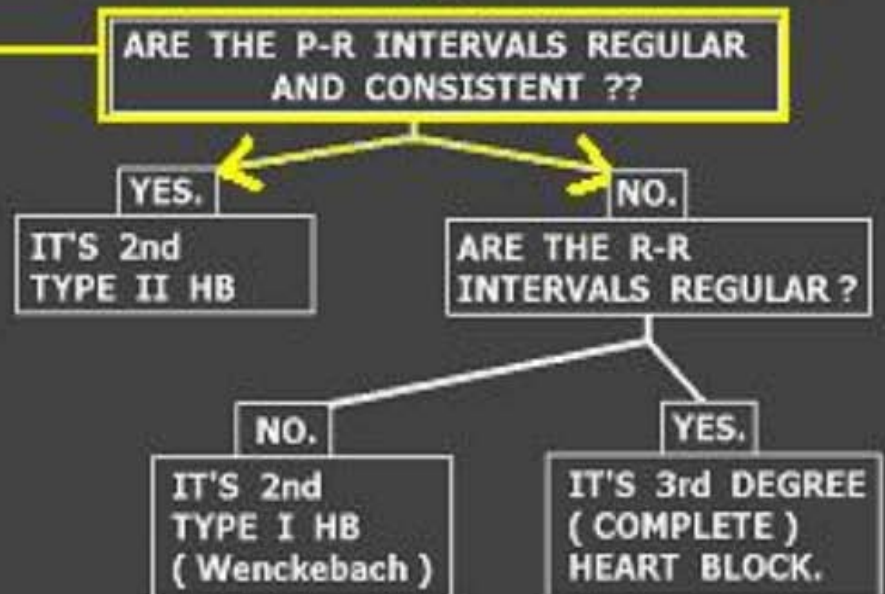 ARE THE P-R INTERVALS REGULAR
AND CONSISTENT ??
YES.
IT'S 2nd
TYPE II HB
NO.
ARE THE R-R
INTERVALS REGULAR ?
NO.
IT'S 2nd
TYPE I HB
( Wenckebach )
YES.
IT'S 3rd DEGREE
( COMPLETE )
HEART BLOCK.